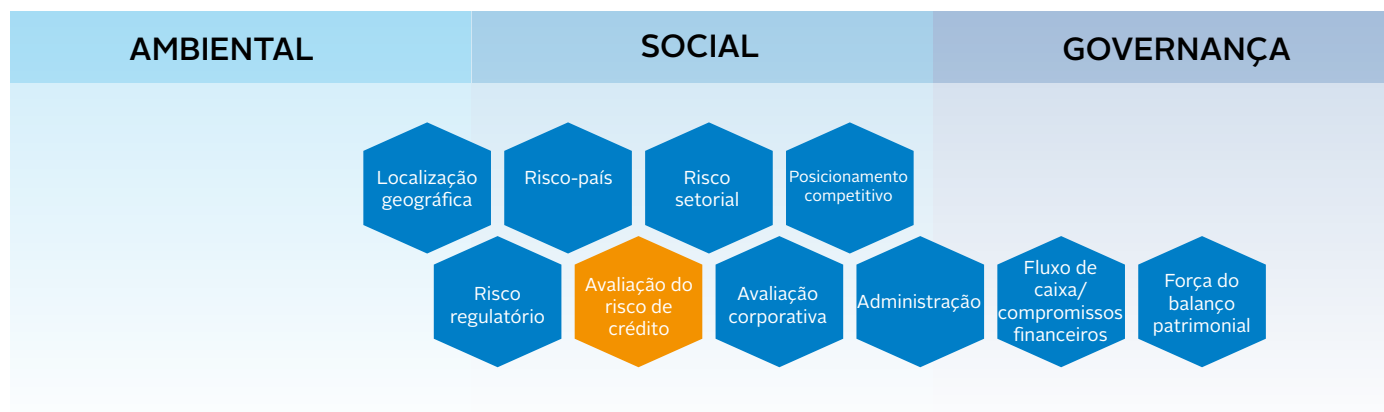 AMBIENTAL
SOCIAL
GOVERNANÇA
Localização
geográfica
Risco-país
Risco
setorial
Posicionamento
competitivo
Risco
regulatório
Avaliação do
risco de
crédito
Avaliação
corporativa
Administração
Fluxo de
caixa/
compromissos
financeiros
Força do
balanço
patrimonial